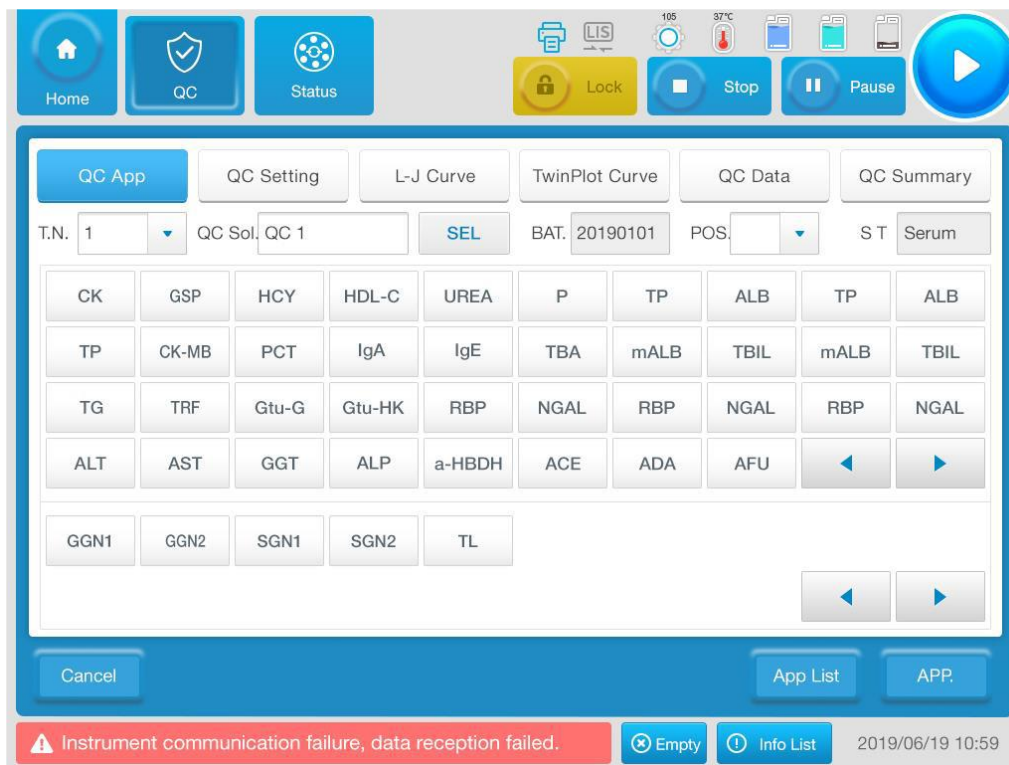 105 37℃
LIS
Home QC Status Lock Stop Pause
QC App QC Setting L-J Curve TwinPlot Curve QC Data QC Summary
T.N. 1 QC Sol. QC 1 SEL BAT. 20190101 POS. S T Serum
CK GSP HCY HDL-C UREA P TP ALB TP ALB
TP CK-MB PCT IgA IgE TBA mALB TBIL mALB TBIL
TG TRF Gtu-G Gtu-HK RBP NGAL RBP NGAL RBP NGAL
ALT AST GGT ALP a-HBDH ACE ADA AFU
GGN1 GGN2 SGN1 SGN2 TL
Cancel App List APP.
Instrument communication failure, data reception failed. Empty Info List 2019/06/19 10:59